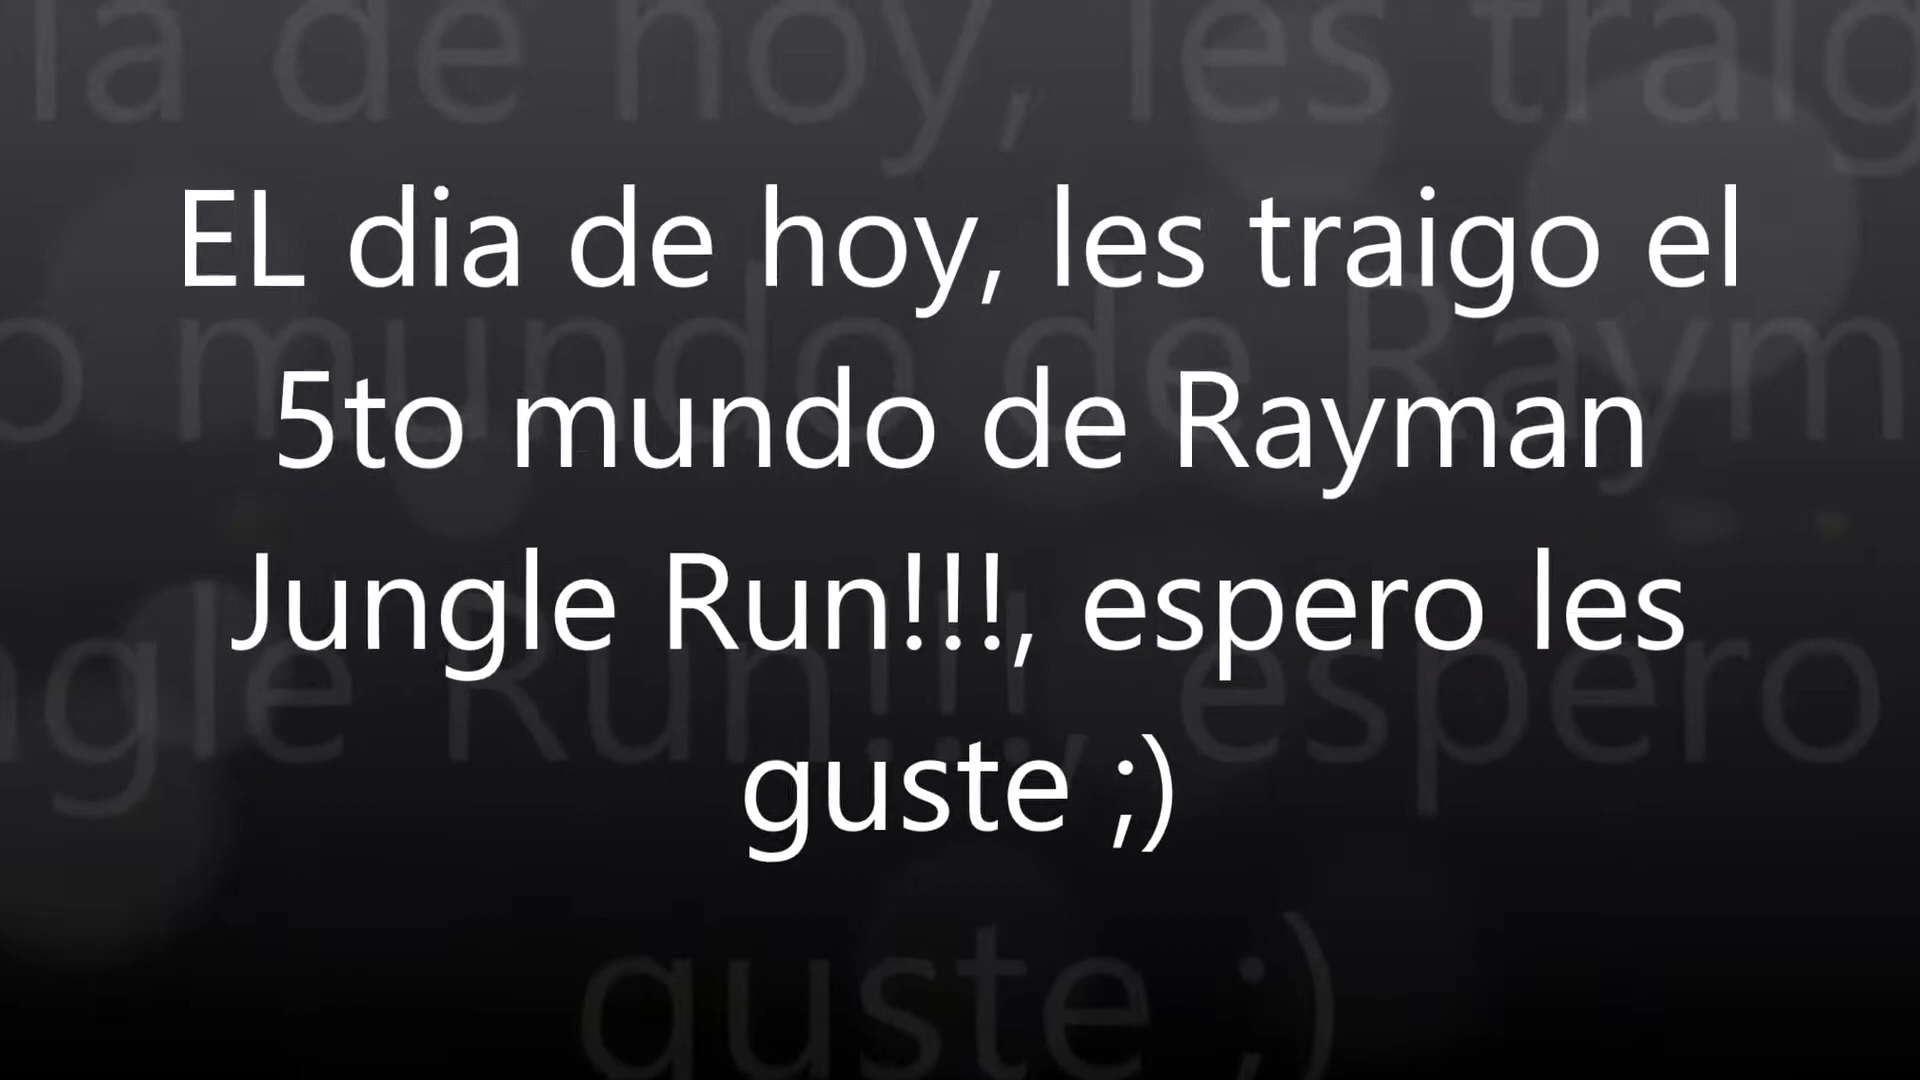 EL dia de hoy, les traigo el
5to mundo de Rayman
Jungle Run!!!, espero les
guste ;)